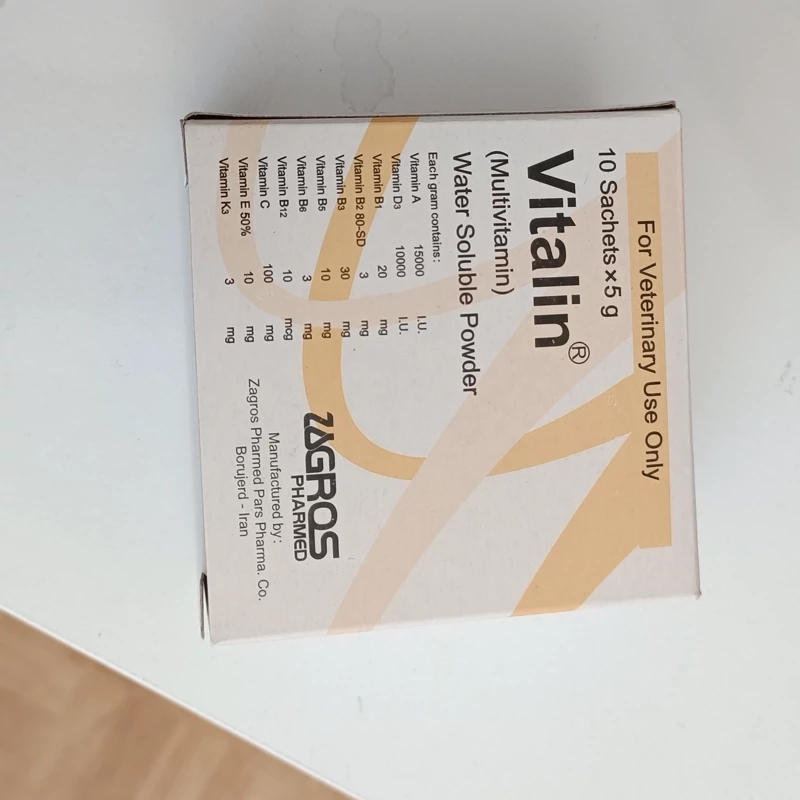 For Veterinary Use Only
10 Sachets x 5 g
Vitalin®
(Multivitamin)
Water Soluble Powder
Each gram contains:
Vitamin A 15000 I.U.
Vitamin D3 10000 I.U.
Vitamin B1 20 mg
Vitamin B2 80-SD 3 mg
Vitamin B3 30 mg
Vitamin B5 10 mg
Vitamin B6 3 mg
Vitamin B12 10 mcg
Vitamin C 100 mg
Vitamin E 50% 10 mg
Vitamin K3 3 mg
ZAGROS
PHARMED
Manufactured by:
Zagros Pharmed Pars Pharma. Co.
Borujerd - Iran